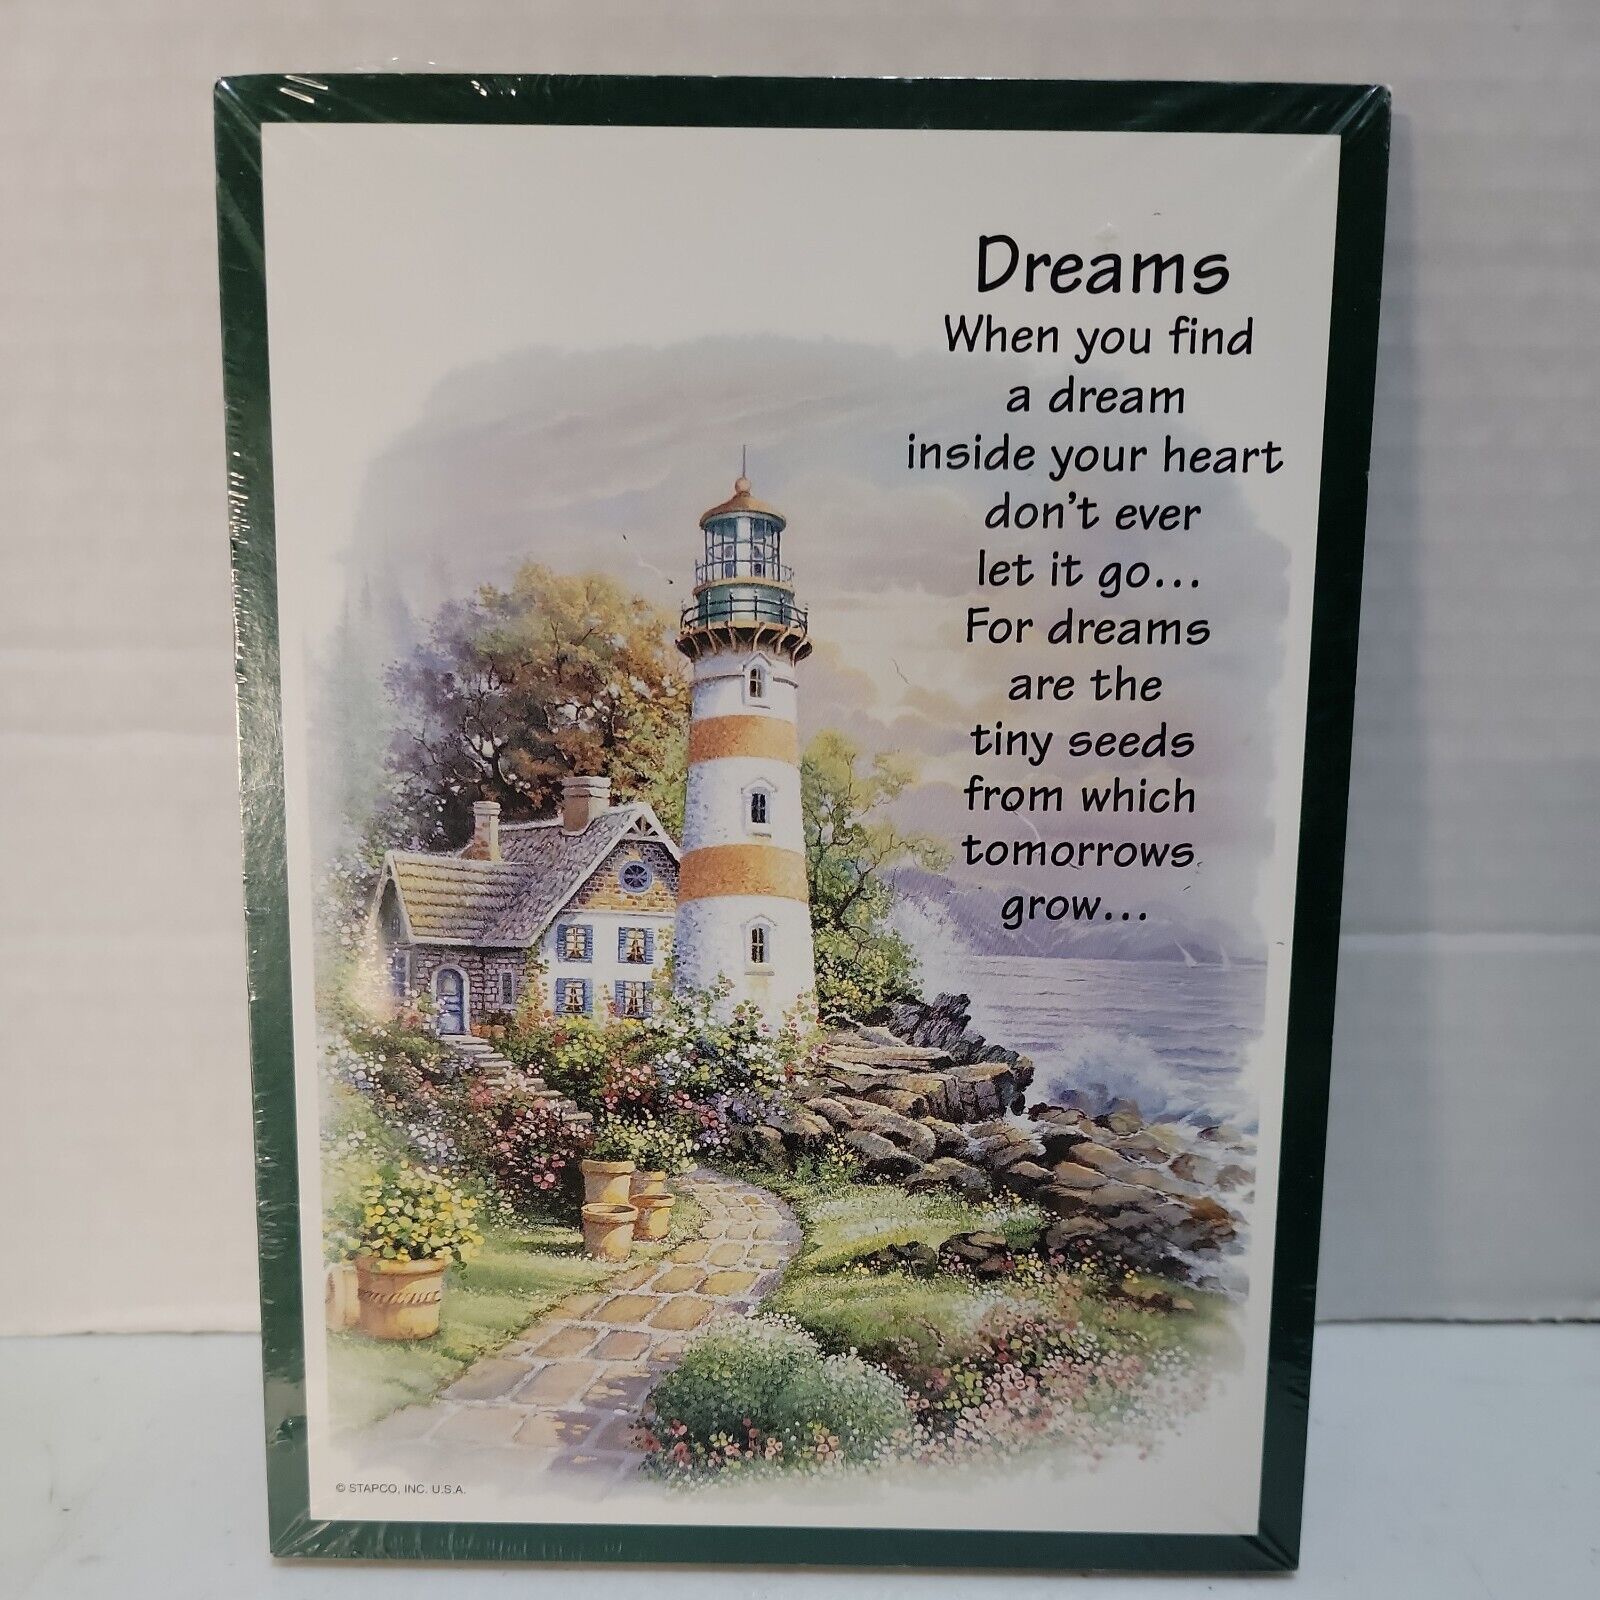 Dreams
When you find
a dream
inside your heart
don't ever
let it go...
For dreams
are the
tiny seeds
from which
tomorrows
grow...
© STAPCO, INC. U.S.A.